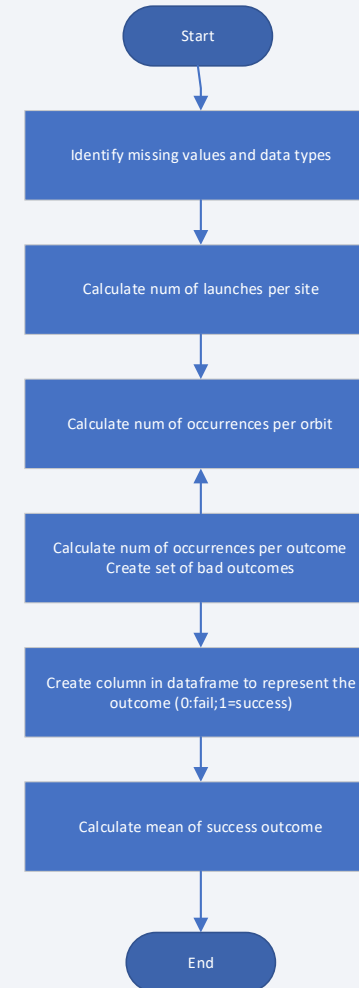 Start
Identify missing values and data types
Calculate num of launches per site
Calculate num of occurrences per orbit
Calculate num of occurrences per outcome
Create set of bad outcomes
Create column in dataframe to represent the
outcome (0:fail;1=success)
Calculate mean of success outcome
End